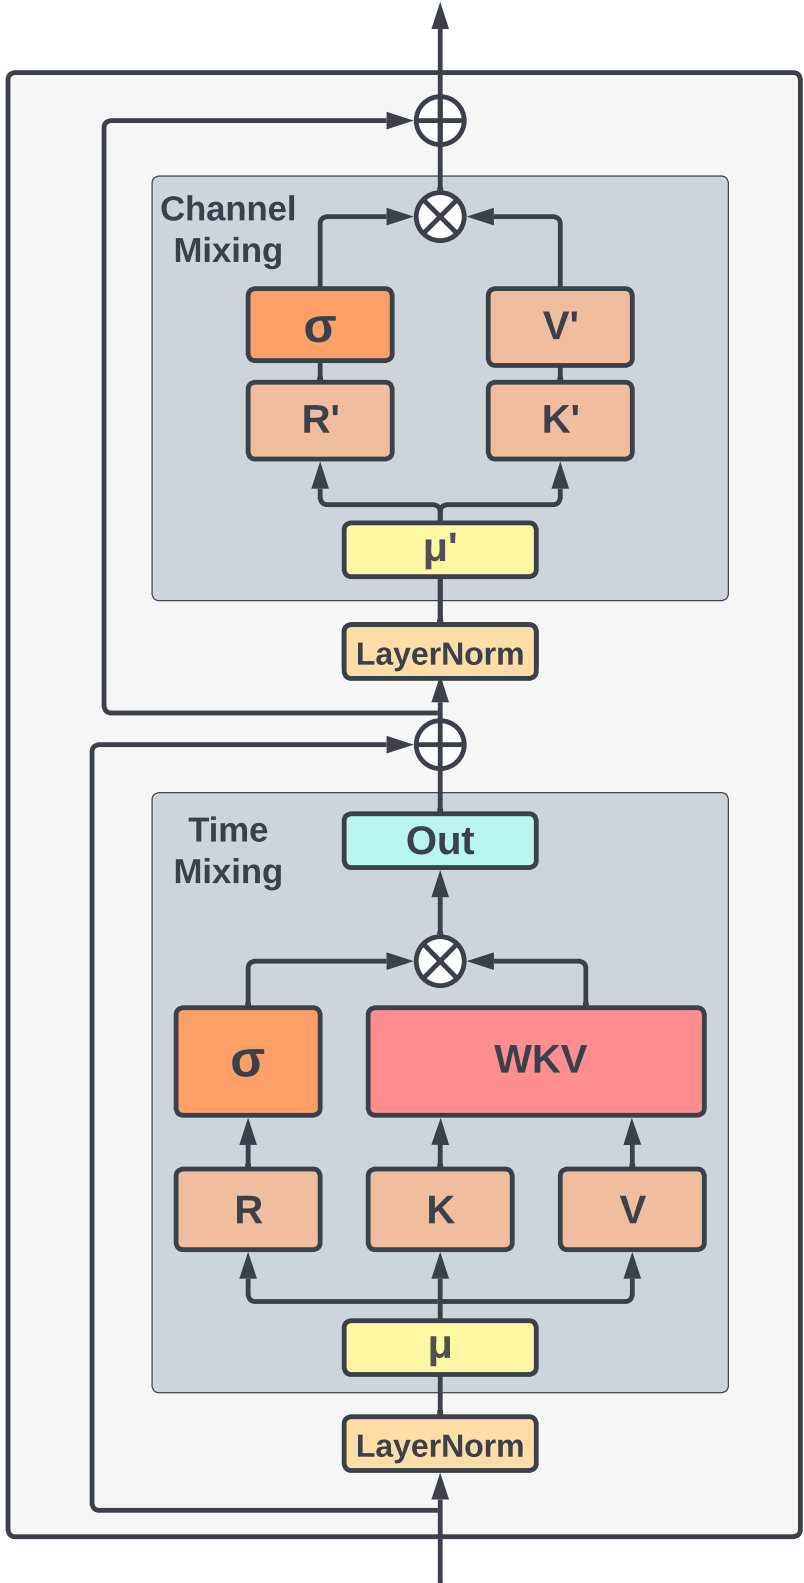 Channel
Mixing
σ
V'
R'
K'
μ'
LayerNorm
Time
Mixing
Out
σ
WKV
R
K
V
μ
LayerNorm